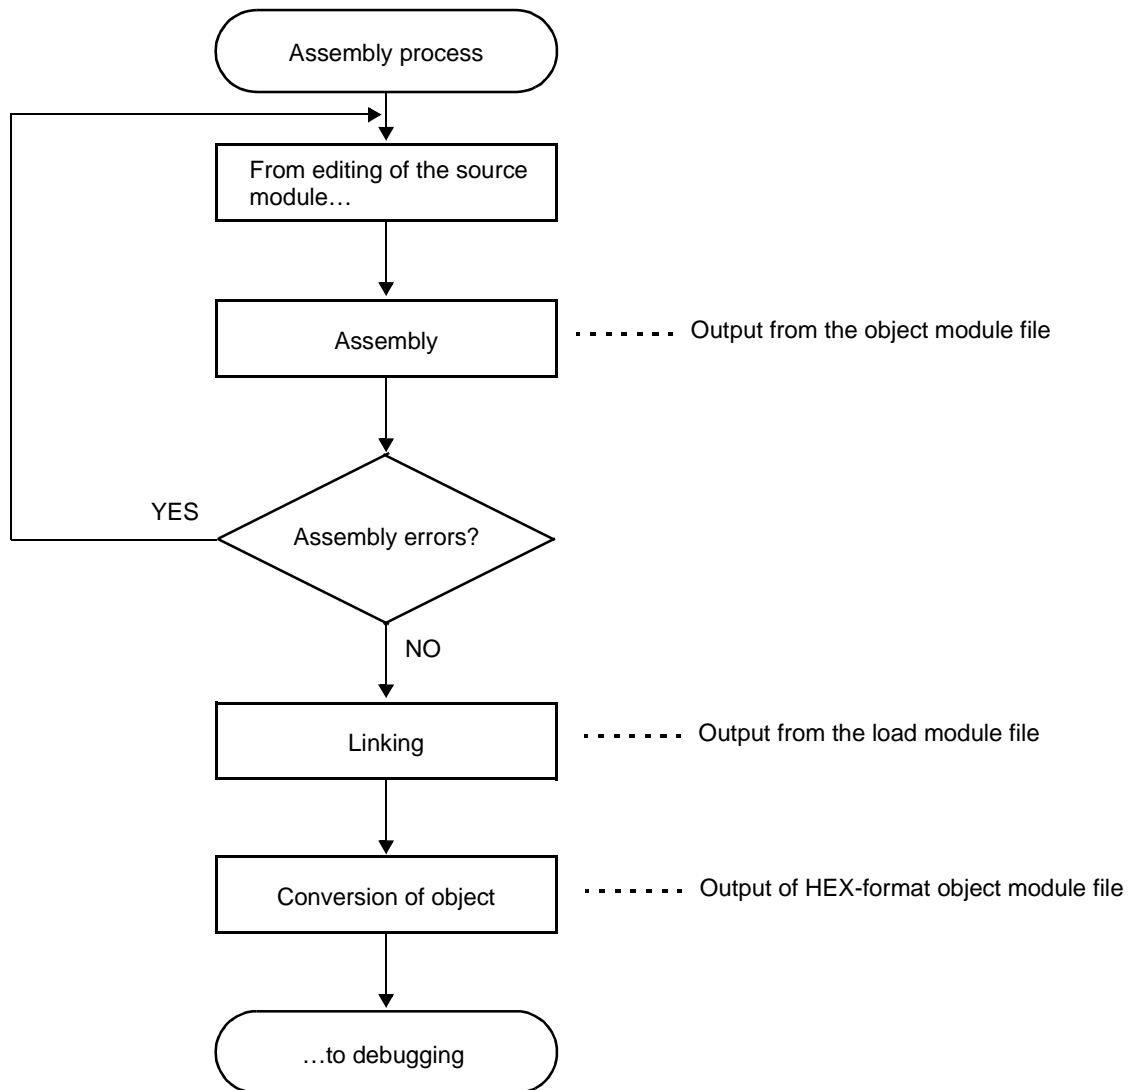 Assembly process
From editing of the source
module…
Assembly
Output from the object module file
YES
Assembly errors?
NO
Linking
Output from the load module file
Conversion of object
Output of HEX-format object module file
…to debugging